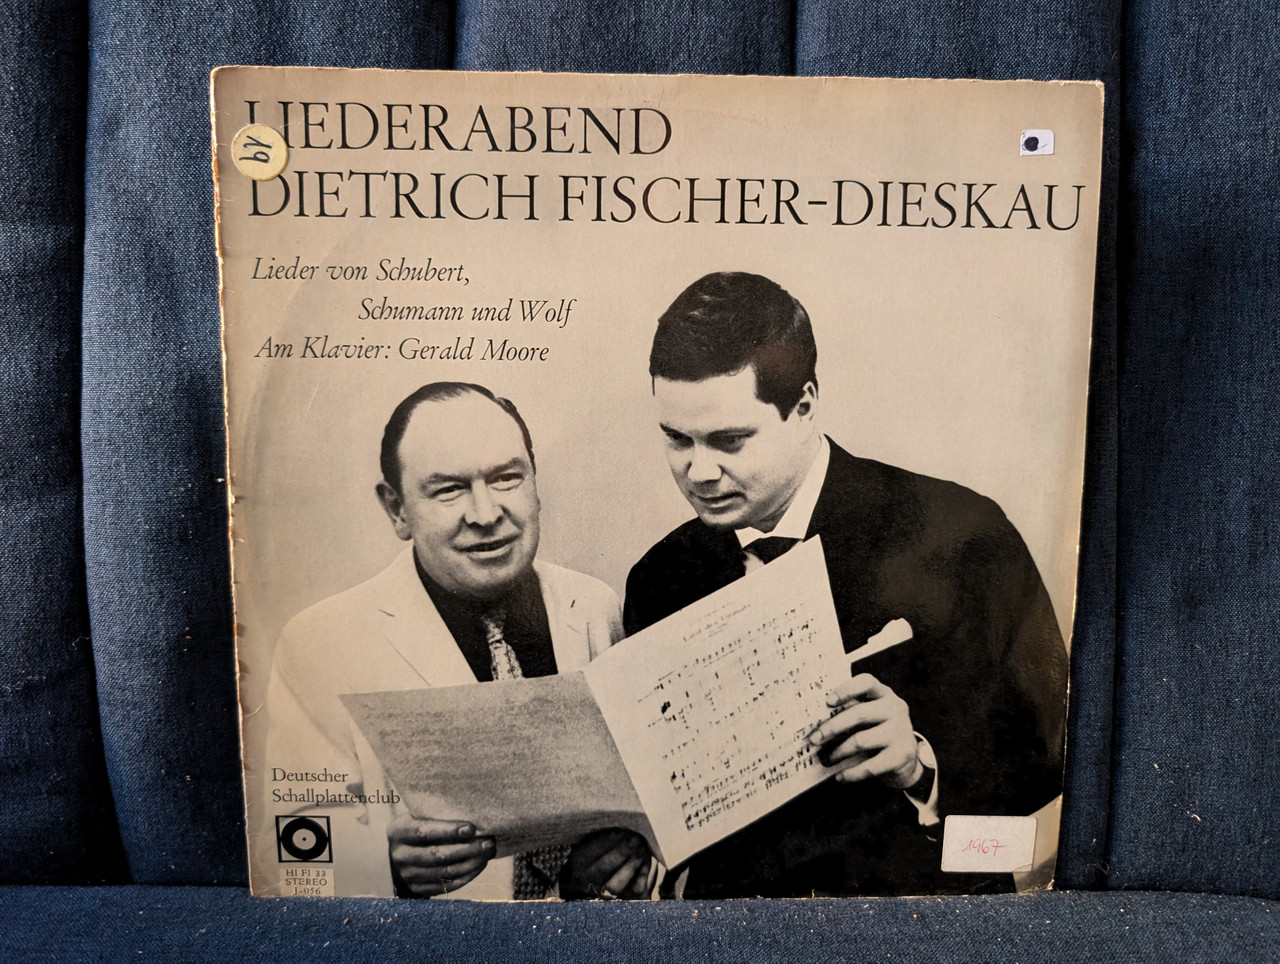 LIEDERABEND
DIETRICH FISCHER-DIESKAU
Lieder von Schubert,
Schumann und Wolf
Am Klavier: Gerald Moore
Deutscher
Schallplattenclub
HI FI 33
STEREO
J-056
1967